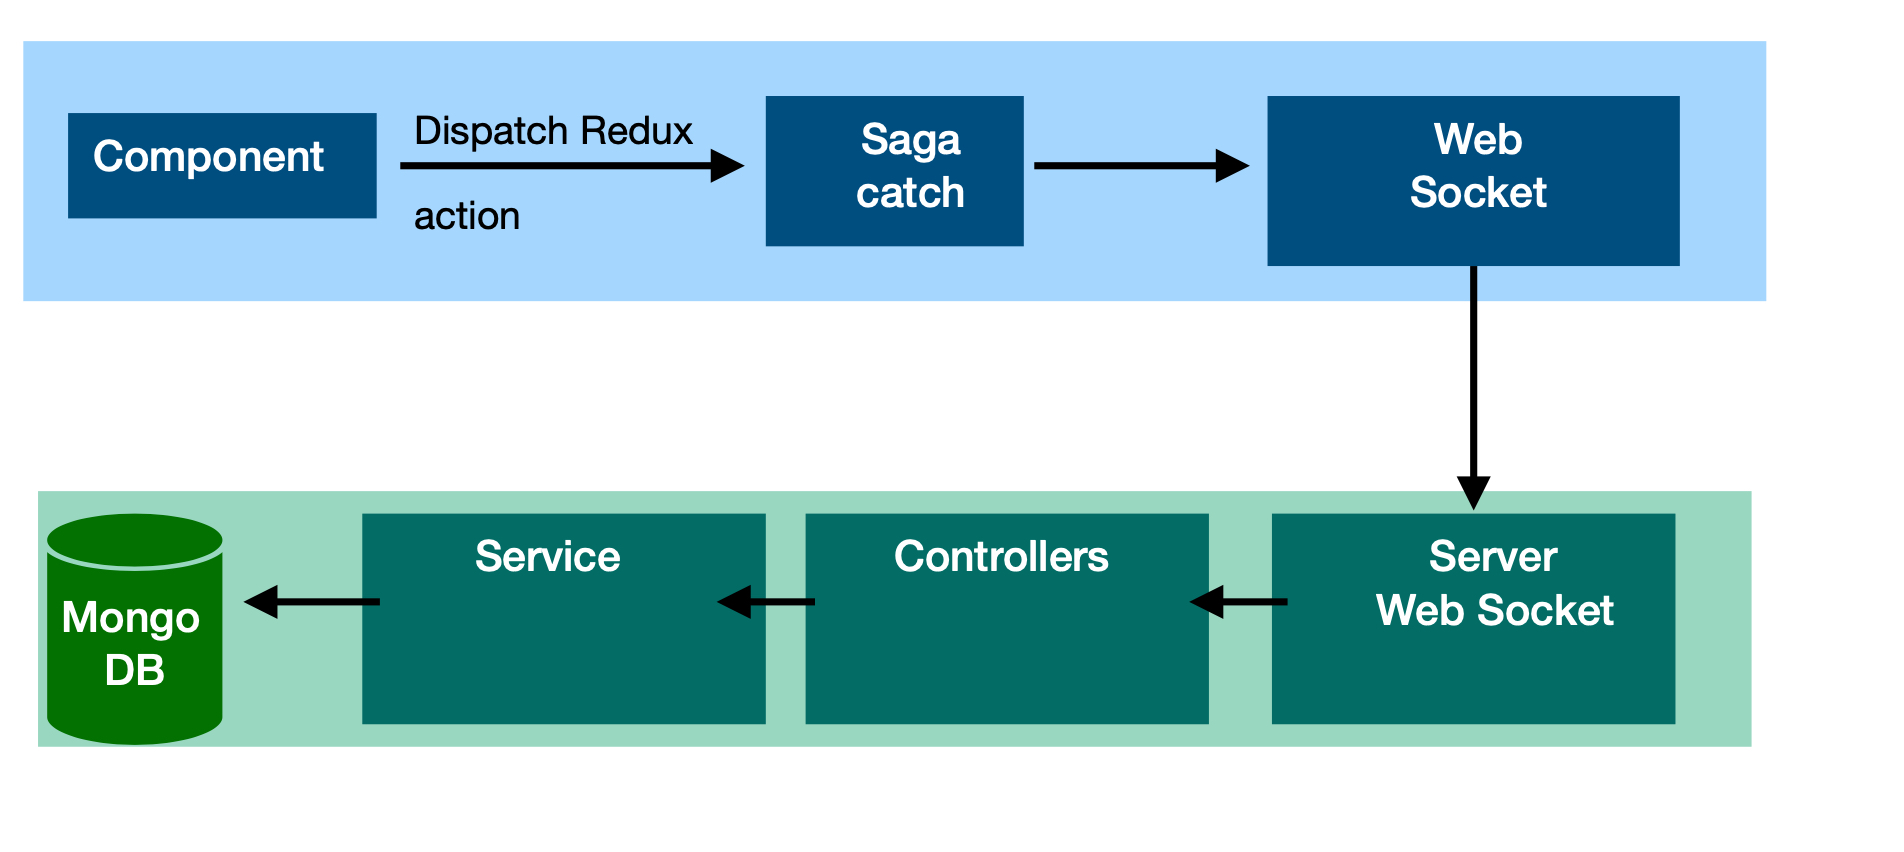 Component
Dispatch Redux
action
Saga
catch
Web
Socket
Mongo
DB
Service
Controllers
Server
Web Socket